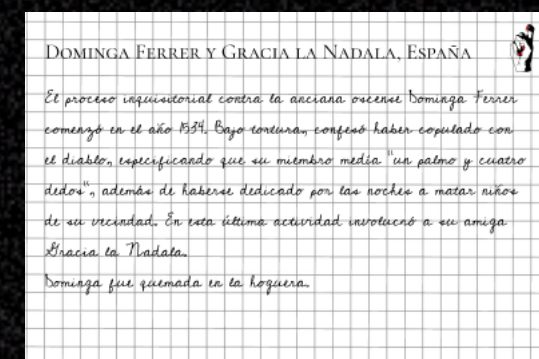 Dominga Ferrer y Gracia la Nadala, España
El proceso inquisitorial contra la anciana oscense Dominga Ferrer
comenzó en el año 1534. Bajo tortura, confesó haber copulado con
el diablo, especificando que su miembro medía "un palmo y cuatro
dedos", además de haberse dedicado por las noches a matar niños
de su vecindad. En esta última actividad involucró a su amiga
Gracia la Nadala.
Dominga fue quemada en la hoguera.